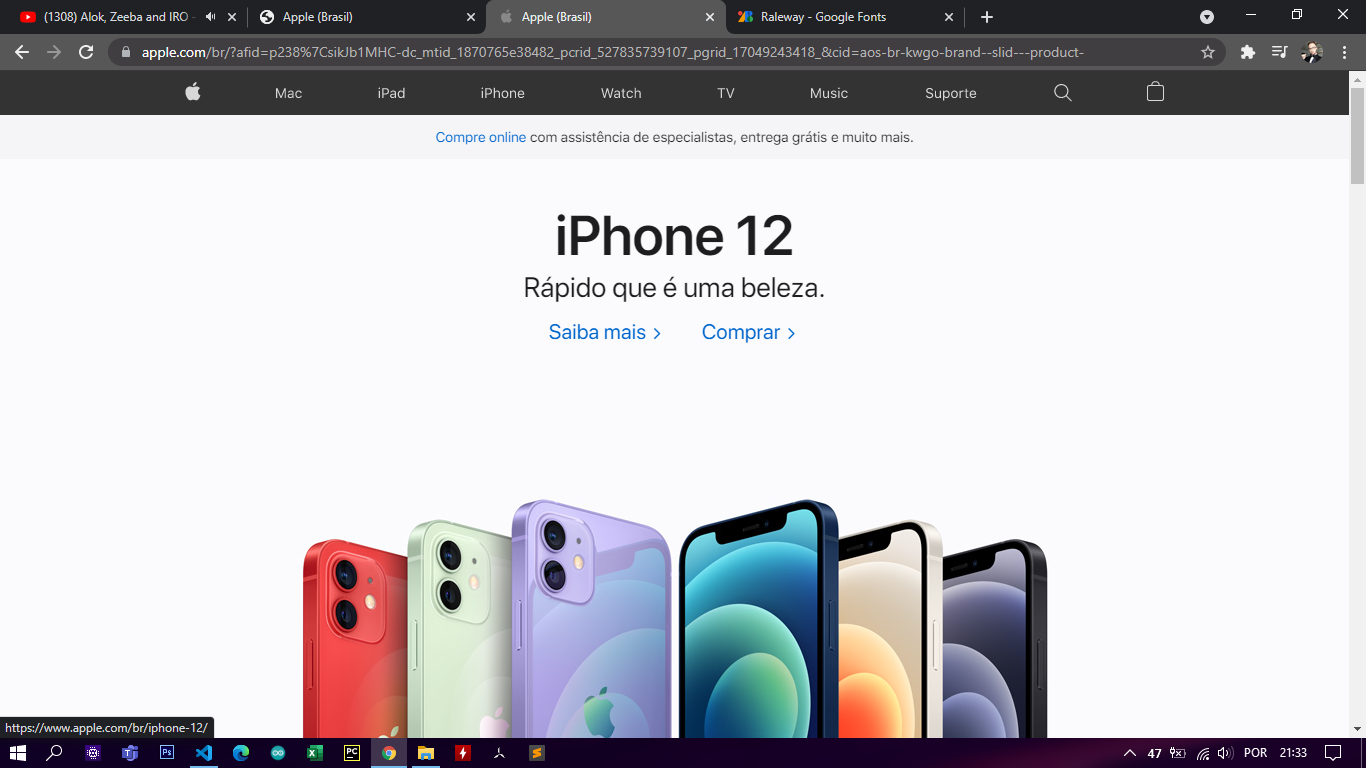 (1308) Alok, Zeeba and IRO -
Apple (Brasil)
Apple (Brasil)
Raleway - Google Fonts
apple.com/br/?afid=p238%7CsikJb1MHC-dc_mtid_1870765e38482_pcrid_527835739107_pgrid_17049243418_&cid=aos-br-kwgo-brand--slid---product-
Mac
iPad
iPhone
Watch
TV
Music
Suporte
Compre online com assistência de especialistas, entrega grátis e muito mais.
iPhone 12
Rápido que é uma beleza.
Saiba mais >
Comprar >
https://www.apple.com/br/iphone-12/
Ps
PC
47
POR
21:33